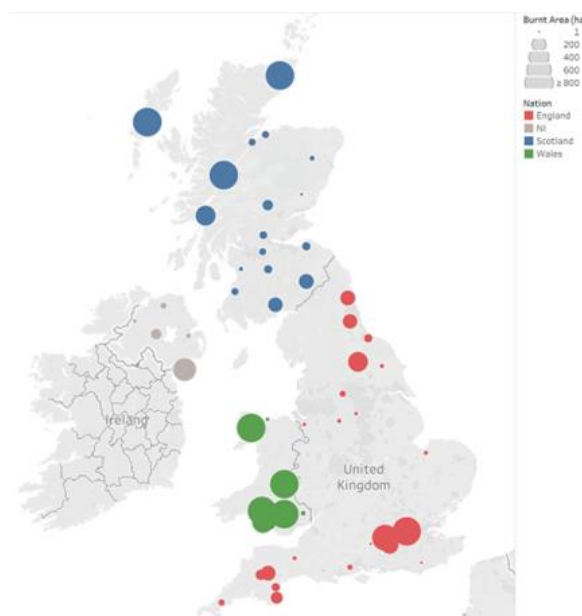 Burnt Area (ha
1
200
400
600
≥ 800
Nation
England
NI
Scotland
Wales
Ireland
United
Kingdom